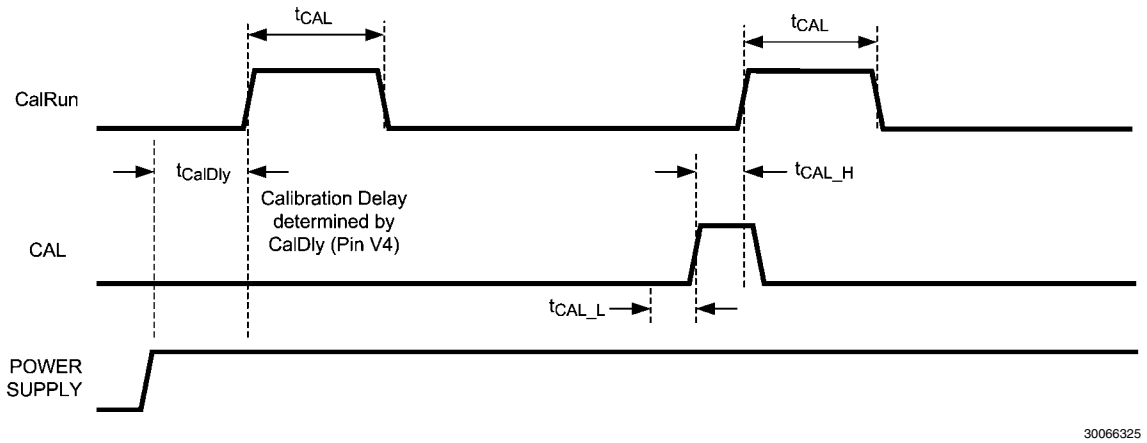 tCAL
tCAL
CalRun
tCalDly
tCAL_H
Calibration Delay
determined by
CalDly (Pin V4)
CAL
tCAL_L
POWER
SUPPLY
30066325